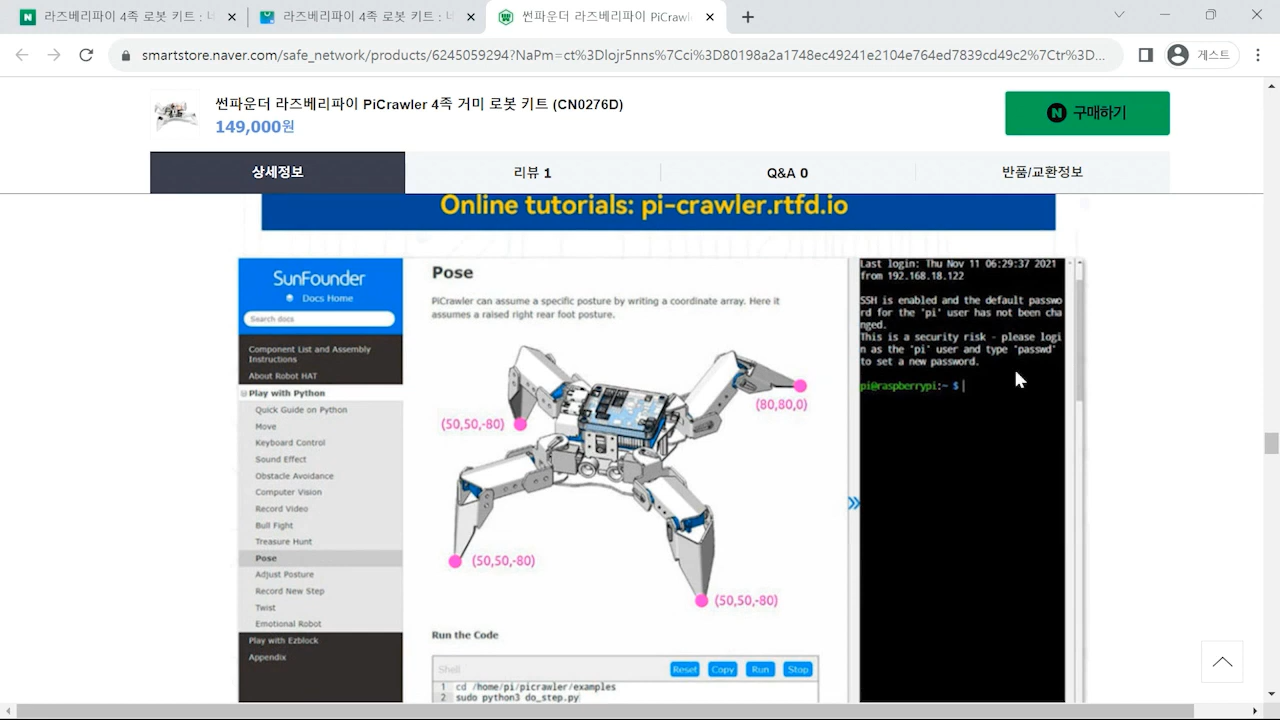 라즈베리파이 4족 로봇 키트 : 네
라즈베리파이 4족 로봇 키트 : 네
썬파운더 라즈베리파이 PiCrawl
smartstore.naver.com/safe_network/products/6245059294?NaPm=ct%3Dlojr5nns%7Cci%3D80198a2a1748ec49241e2104e764ed7839cd49c2%7Ctr%3D...
게스트
썬파운더 라즈베리파이 PiCrawler 4족 거미 로봇 키트 (CN0276D)
149,000원
N 구매하기
상세정보
리뷰 1
Q&A 0
반품/교환정보
Online tutorials: pi-crawler.rtfd.io
SunFounder
Docs Home
Search docs
Component List and Assembly
Instructions
About Robot HAT
Play with Python
Quick Guide on Python
Move
Keyboard Control
Sound Effect
Obstacle Avoidance
Computer Vision
Record Video
Bull Fight
Treasure Hunt
Pose
Adjust Posture
Record New Step
Twist
Emotional Robot
Play with Ezblock
Appendix
Pose
PiCrawler can assume a specific posture by writing a coordinate array. Here it
assumes a raised right rear foot posture.
(50,50,-80)
(80,80,0)
(50,50,-80)
(50,50,-80)
Run the Code
Shell
Reset
Copy
Run
Stop
1 cd /home/pi/picrawler/examples
2 sudo python3 do_step.py
Last login: Thu Nov 11 06:29:37 2021
from 192.168.18.122
SSH is enabled and the default passwo
rd for the 'pi' user has not been cha
nged.
This is a security risk - please logi
n as the 'pi' user and type 'passwd'
to set a new password.
pi@raspberrypi:~ $